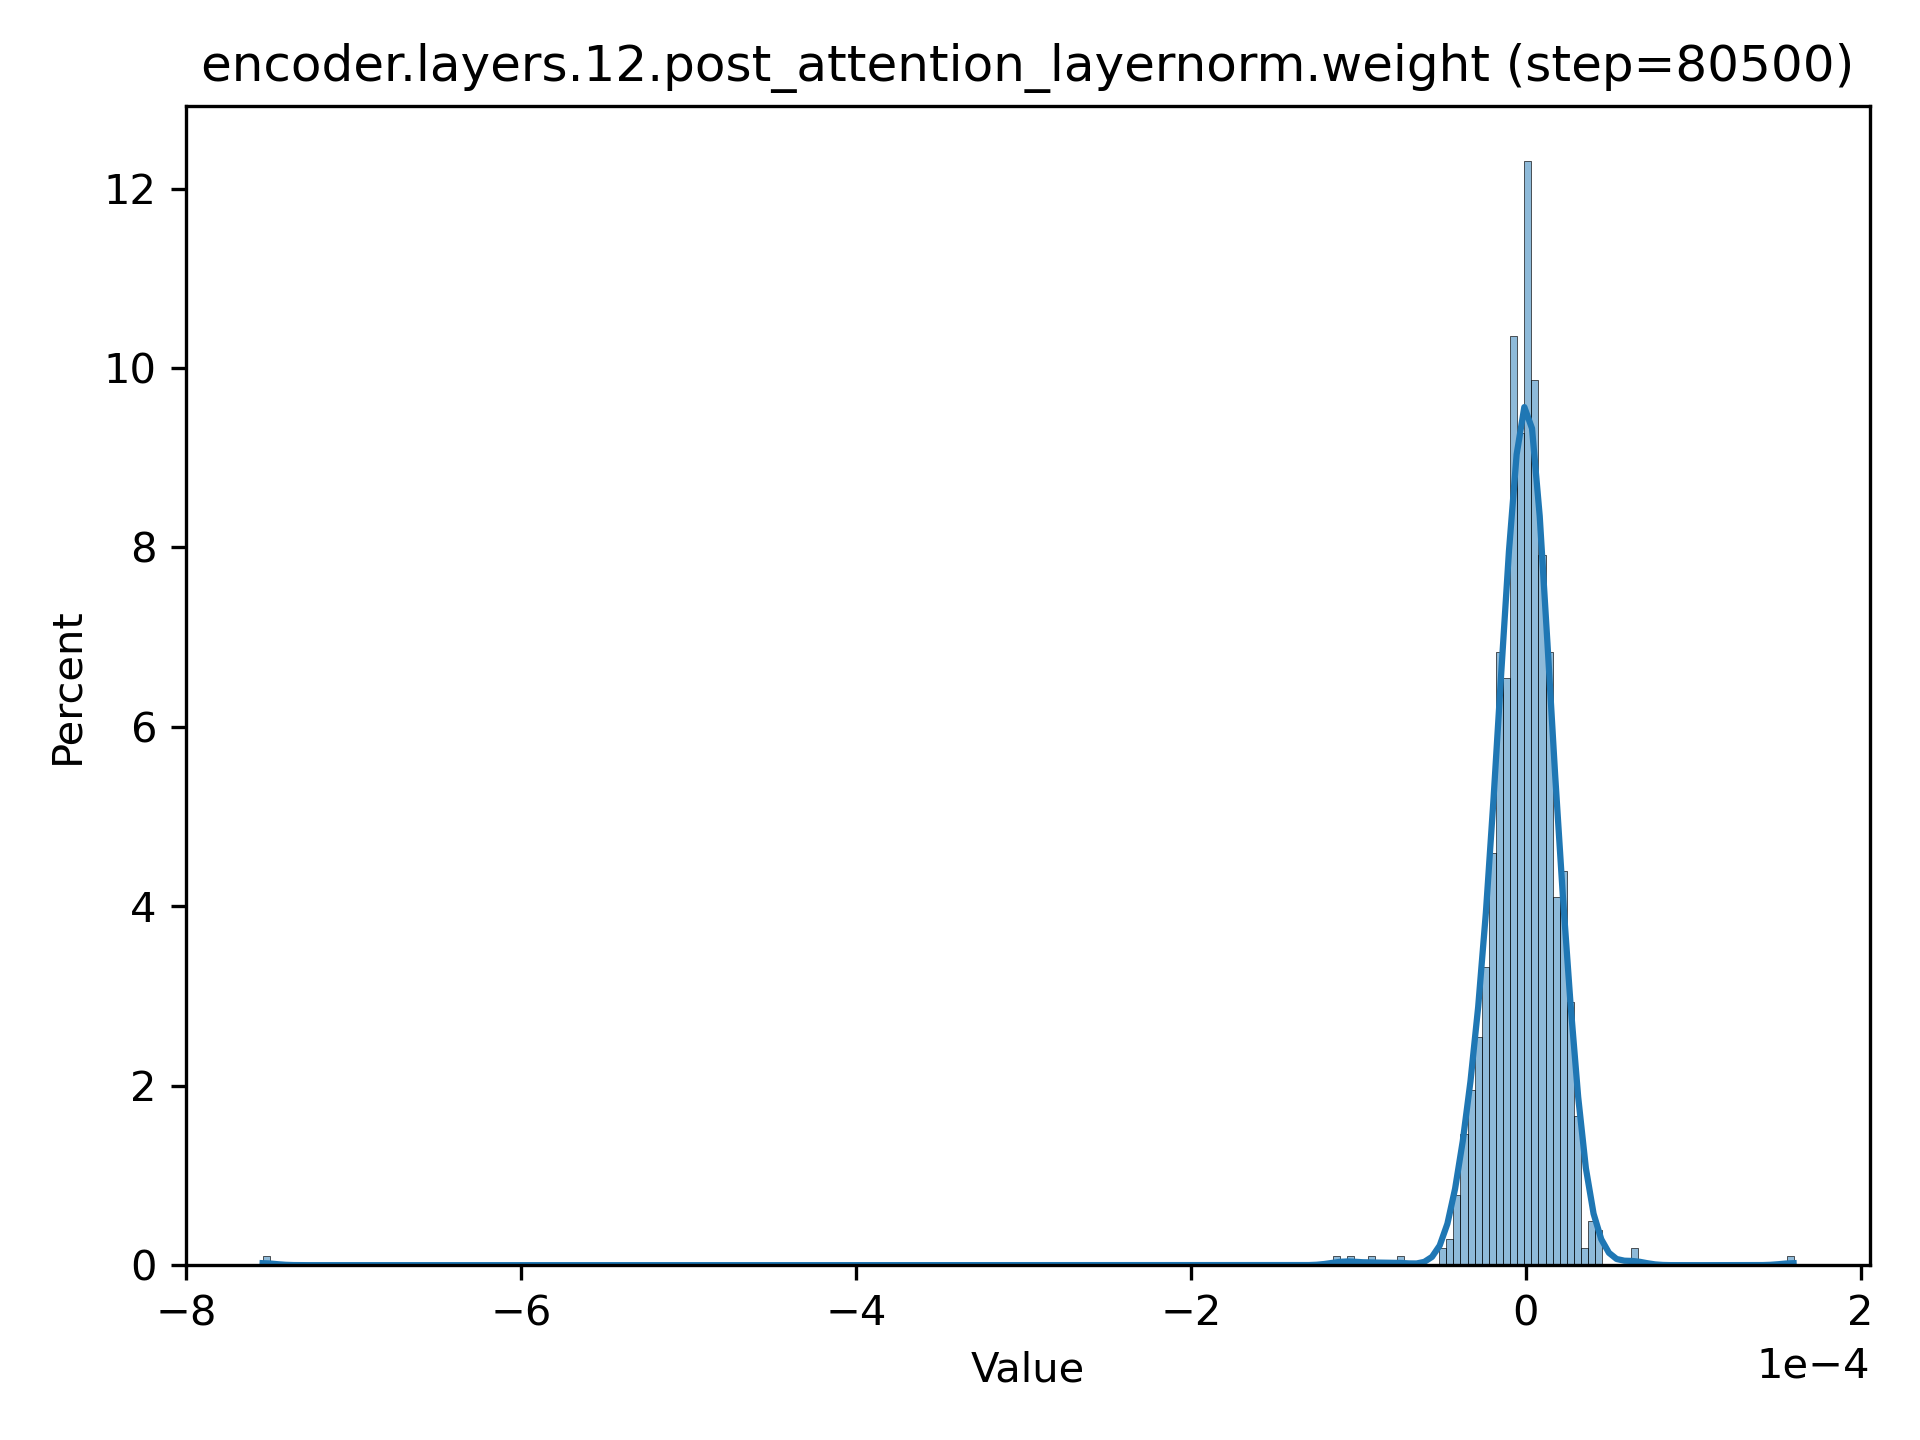 encoder.layers.12.post_attention_layernorm.weight (step=80500)
12
10
8
6
4
2
0
Percent
−8 −6 −4 −2 0 2
1e−4
Value